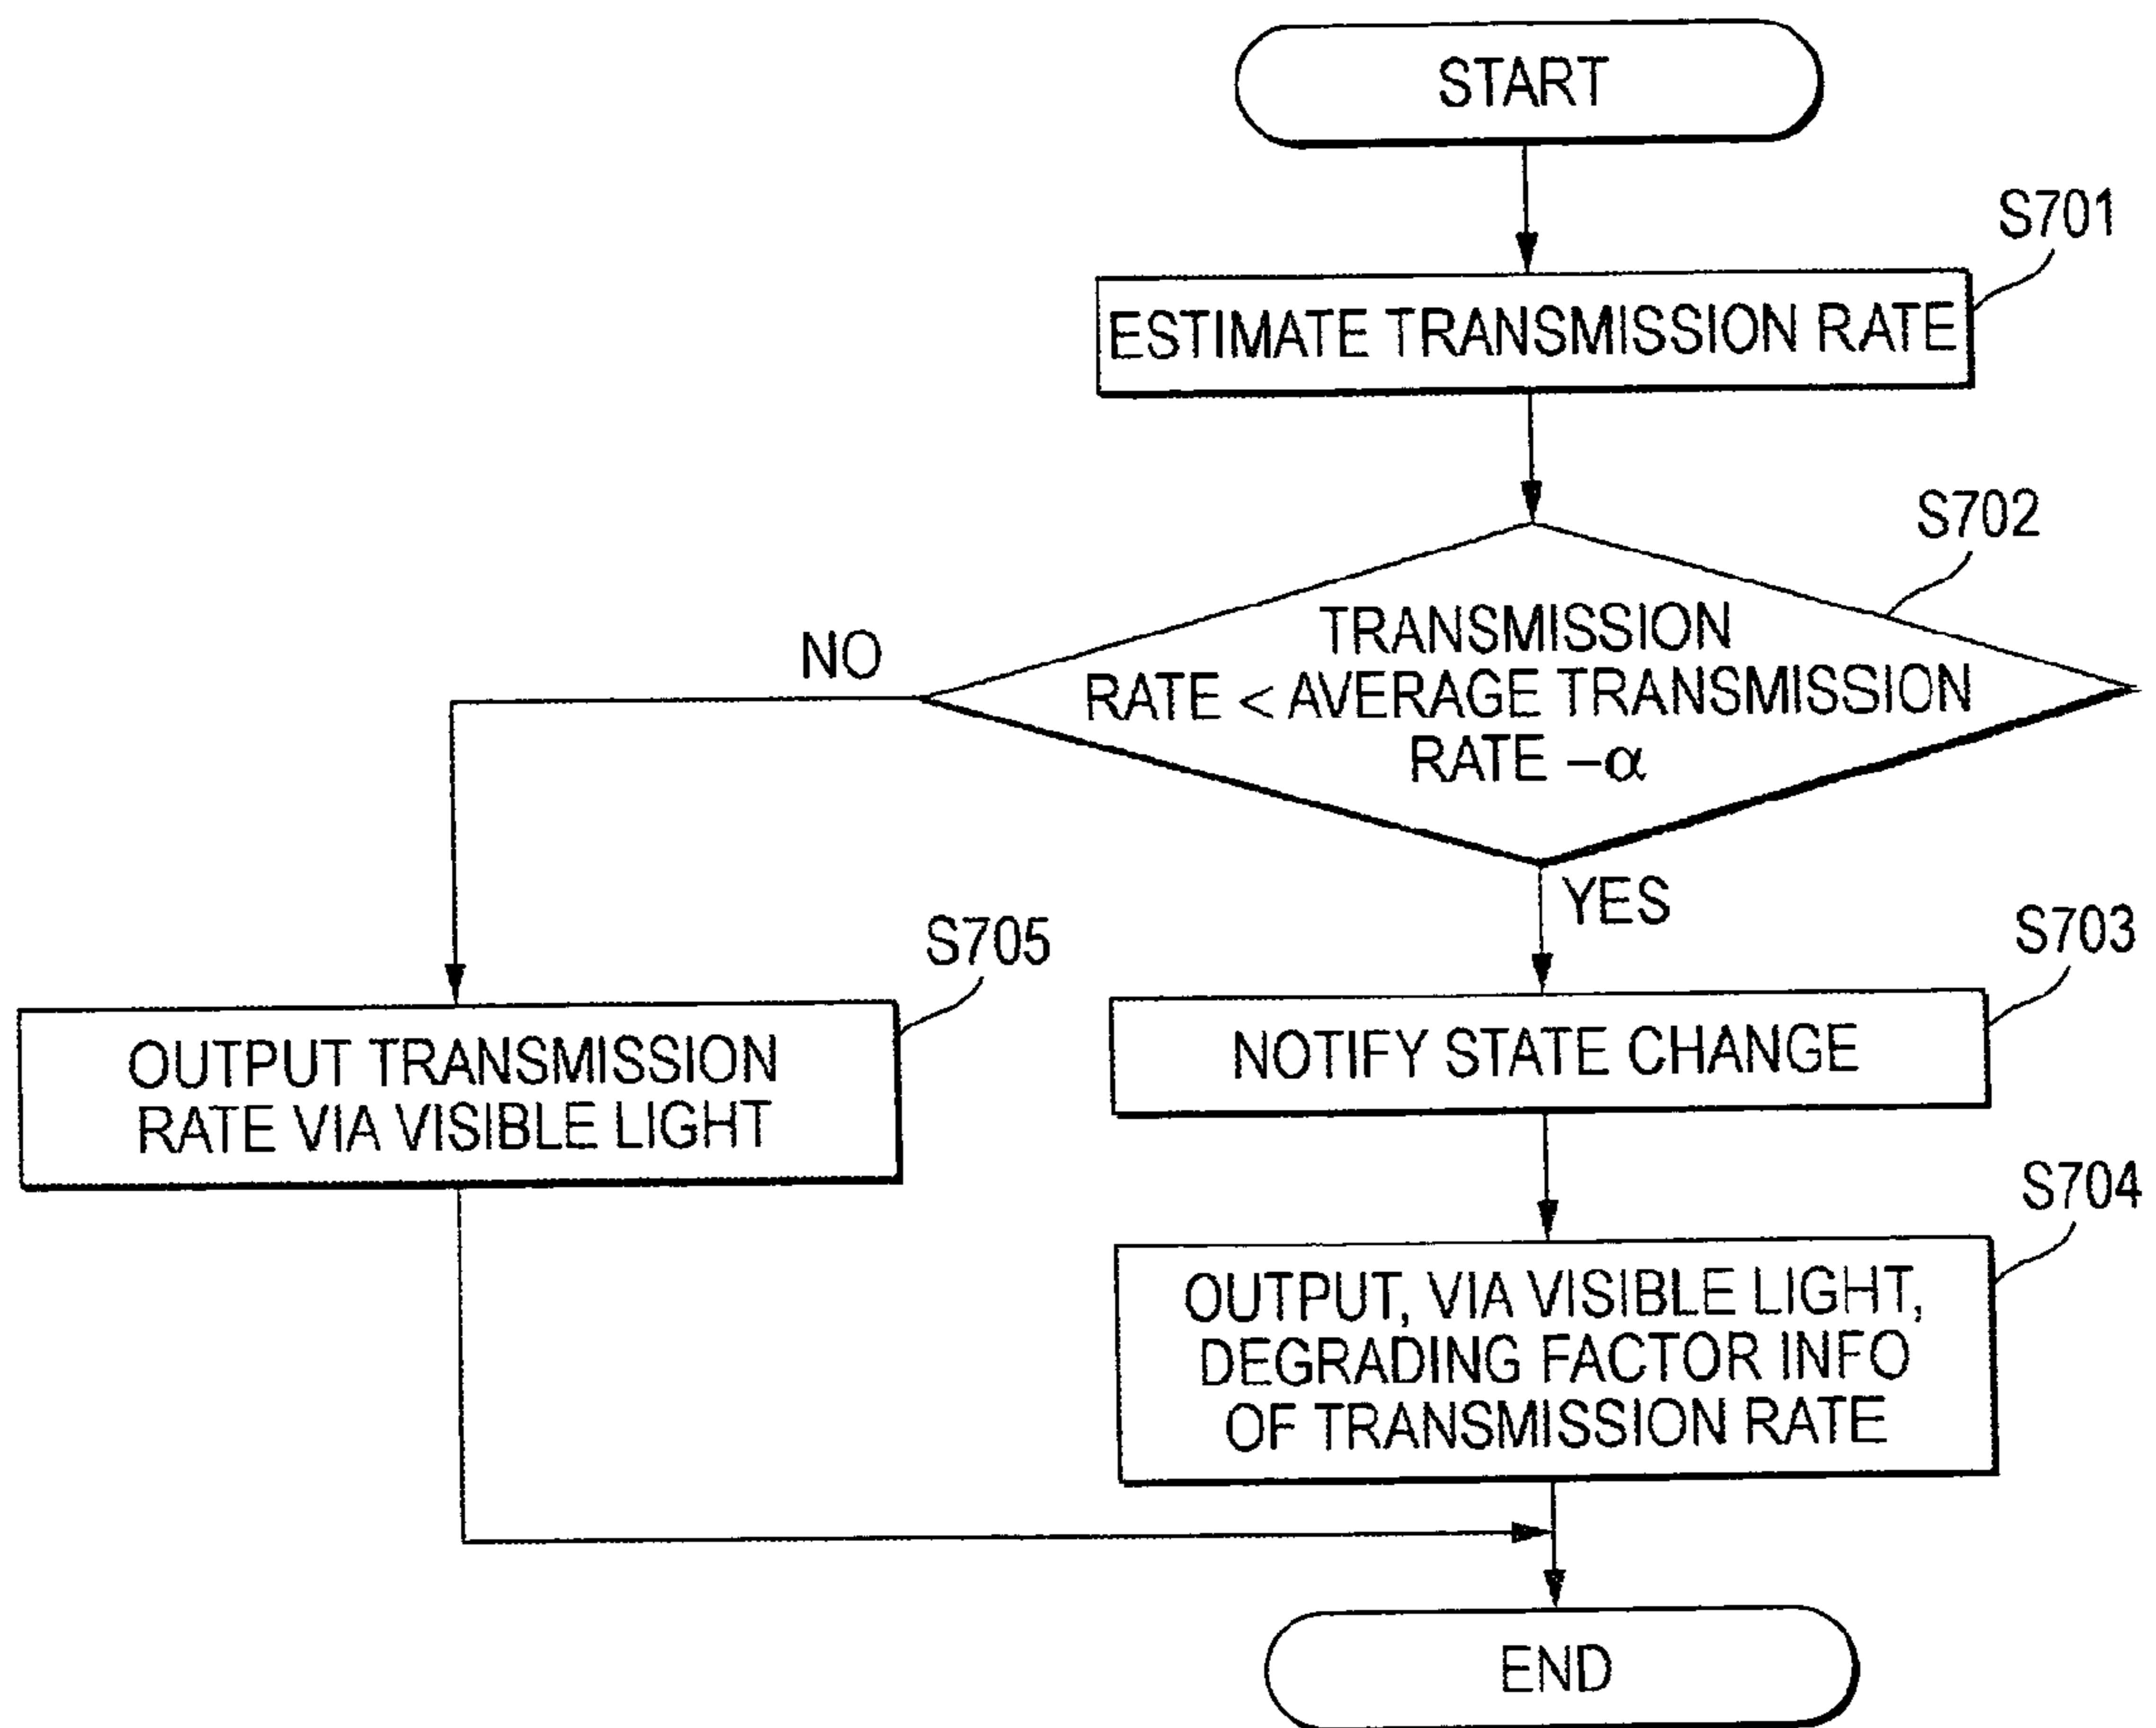 START
S701
ESTIMATE TRANSMISSION RATE
S702
TRANSMISSION
RATE < AVERAGE TRANSMISSION
RATE −α
NO
YES
S705
OUTPUT TRANSMISSION
RATE VIA VISIBLE LIGHT
S703
NOTIFY STATE CHANGE
S704
OUTPUT, VIA VISIBLE LIGHT,
DEGRADING FACTOR INFO
OF TRANSMISSION RATE
END